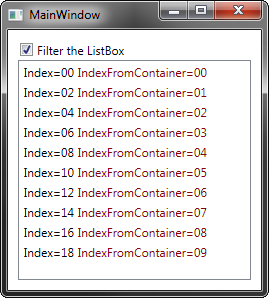 MainWindow
Filter the ListBox
Index=00 IndexFromContainer=00
Index=02 IndexFromContainer=01
Index=04 IndexFromContainer=02
Index=06 IndexFromContainer=03
Index=08 IndexFromContainer=04
Index=10 IndexFromContainer=05
Index=12 IndexFromContainer=06
Index=14 IndexFromContainer=07
Index=16 IndexFromContainer=08
Index=18 IndexFromContainer=09